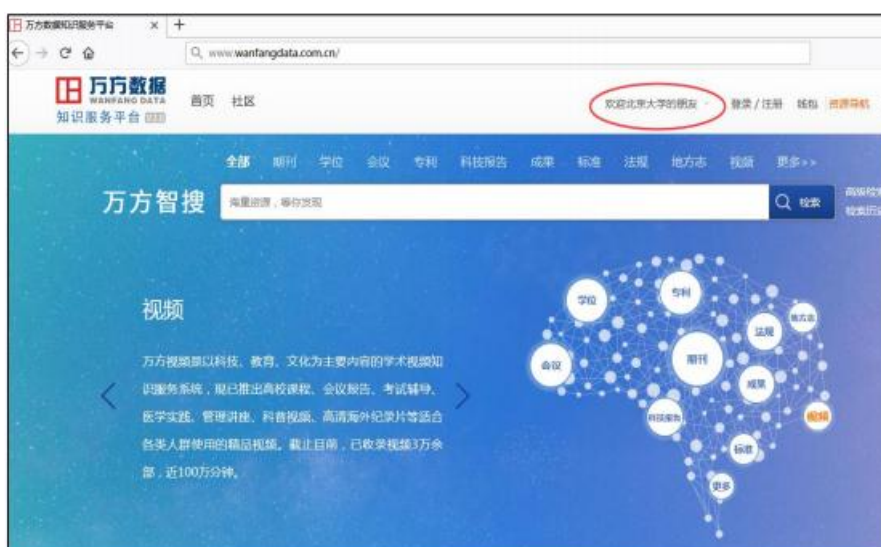 万方数据知识服务平台
www.wanfangdata.com.cn/
万方数据
WANFANG DATA
知识服务平台
首页 社区
欢迎北京大学的朋友
登录 / 注册 钱包 资源导航
全部 期刊 学位 会议 专利 科技报告 成果 标准 法规 地方志 视频 更多>>
万方智搜
海量资源，等你发现
检索
高级检索
检索历史
视频
万方视频是以科技、教育、文化为主要内容的学术视频知
识服务系统，现已推出高校课程、会议报告、考试辅导、
医学实践、管理讲座、科普视频、高清海外纪录片等适合
各类人群使用的精品视频。截止目前，已收录视频3万余
部，近100万分钟。
学位
专利
地方志
法规
会议
期刊
成果
科技报告
视频
标准
更多